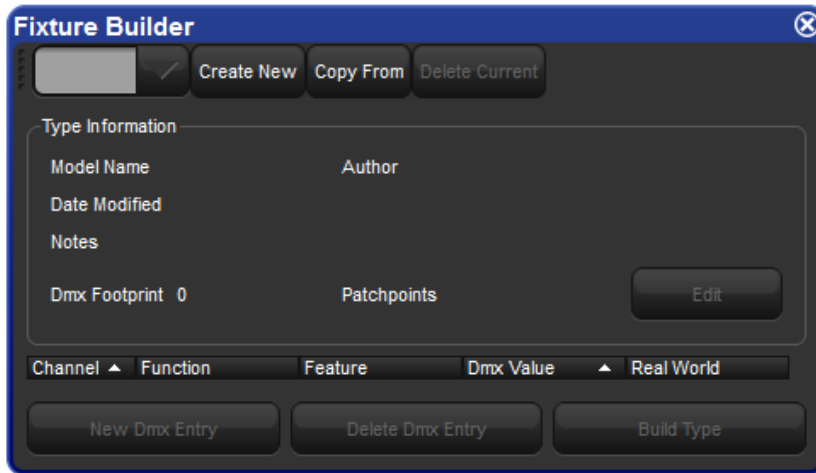 Fixture Builder
Create New Copy From Delete Current
Type Information
Model Name Author
Date Modified
Notes
Dmx Footprint 0 Patchpoints Edit
Channel Function Feature Dmx Value Real World
New Dmx Entry Delete Dmx Entry Build Type